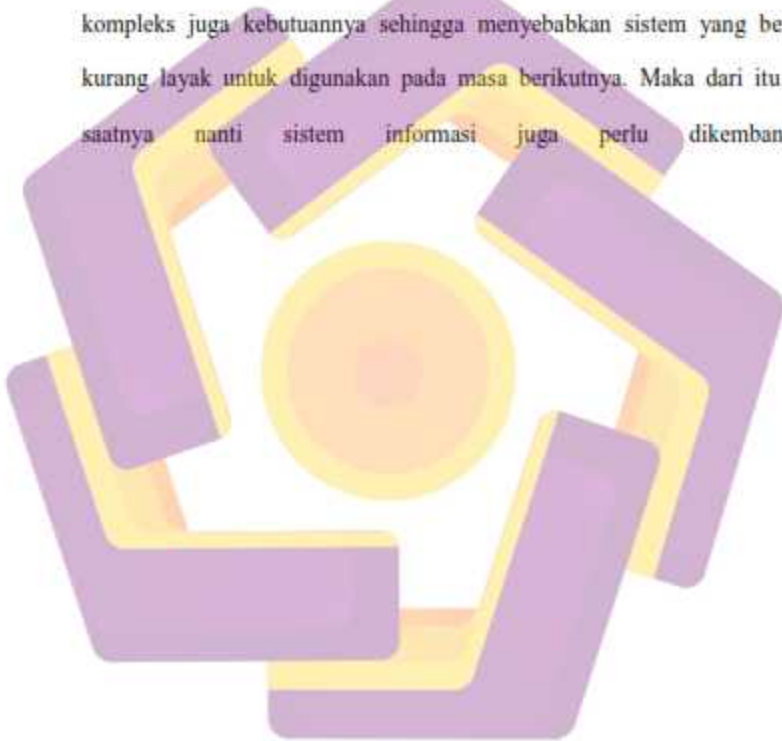 kompleks juga kebutuannya sehingga menyebabkan sistem yang be
kurang layak untuk digunakan pada masa berikutnya. Maka dari itu
saatnya nanti sistem informasi juga perlu dikemban